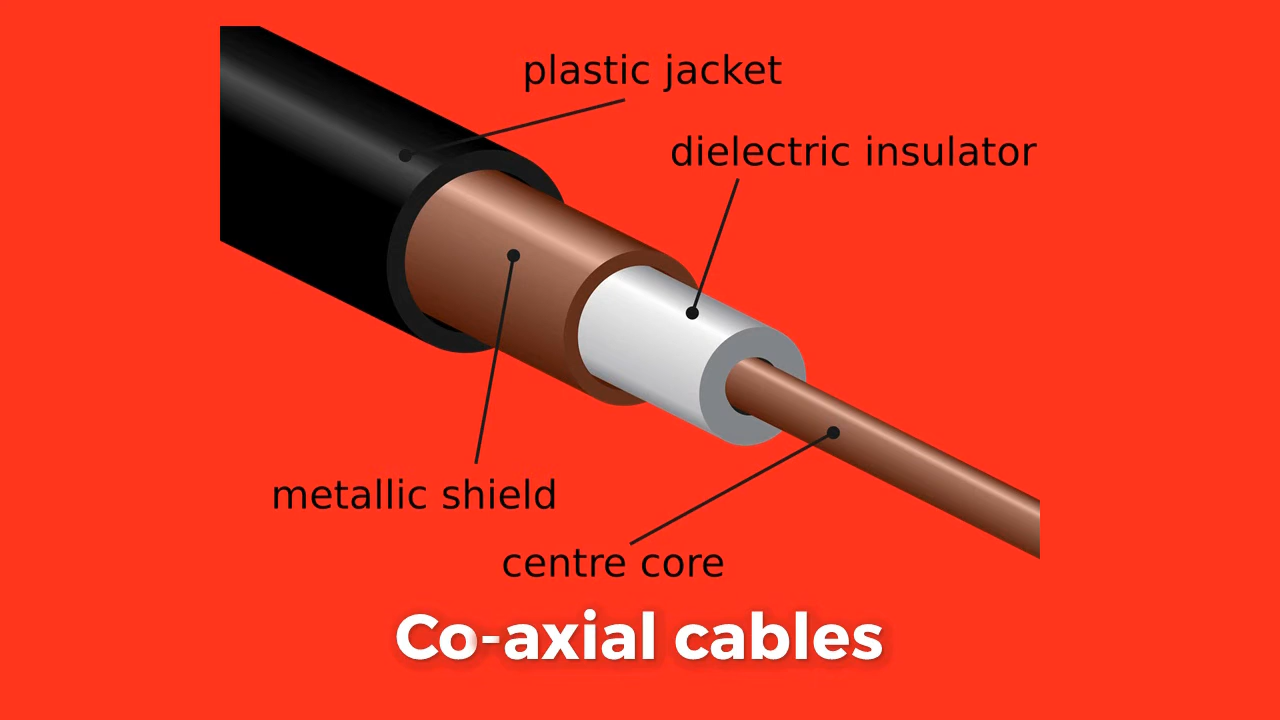 plastic jacket
dielectric insulator
metallic shield
centre core
Co-axial cables